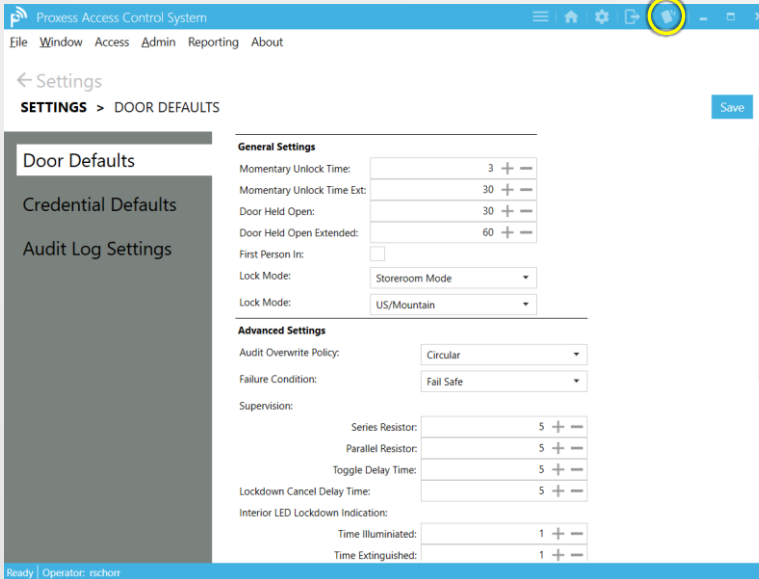 Proxess Access Control System
File Window Access Admin Reporting About
Settings
SETTINGS > DOOR DEFAULTS
Save
Door Defaults
Credential Defaults
Audit Log Settings
General Settings
Momentary Unlock Time: 3
Momentary Unlock Time Ext: 30
Door Held Open: 30
Door Held Open Extended: 60
First Person In:
Lock Mode: Storeroom Mode
Lock Mode: US/Mountain
Advanced Settings
Audit Overwrite Policy: Circular
Failure Condition: Fail Safe
Supervision:
Series Resistor: 5
Parallel Resistor: 5
Toggle Delay Time: 5
Lockdown Cancel Delay Time: 5
Interior LED Lockdown Indication:
Time Illuminiated: 1
Time Extinguished: 1
Ready Operator: rschorr